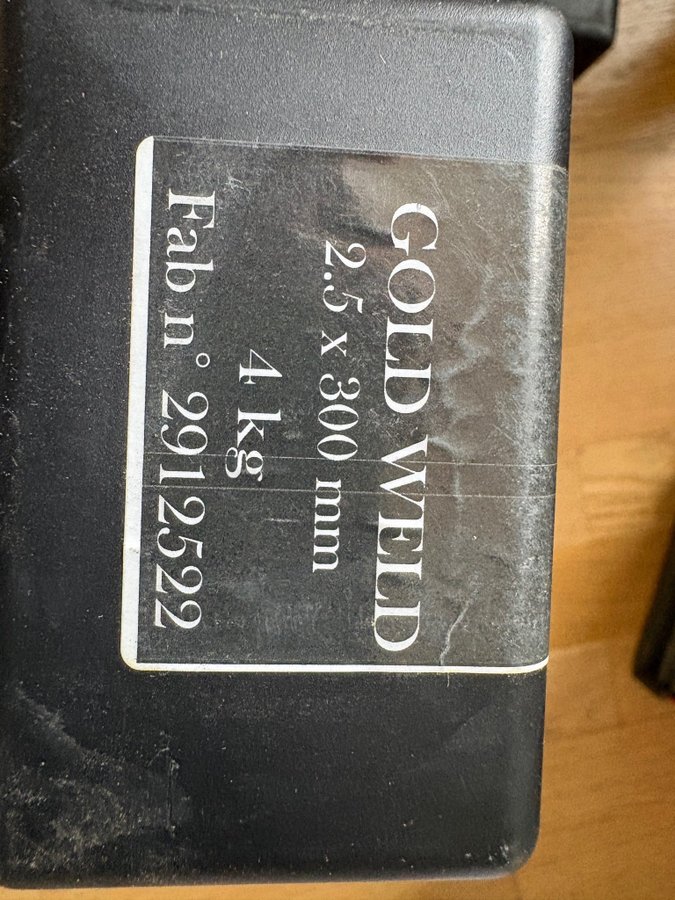 GOLD WELD
2.5 x 300 mm
4 kg
Fab n° 2912522